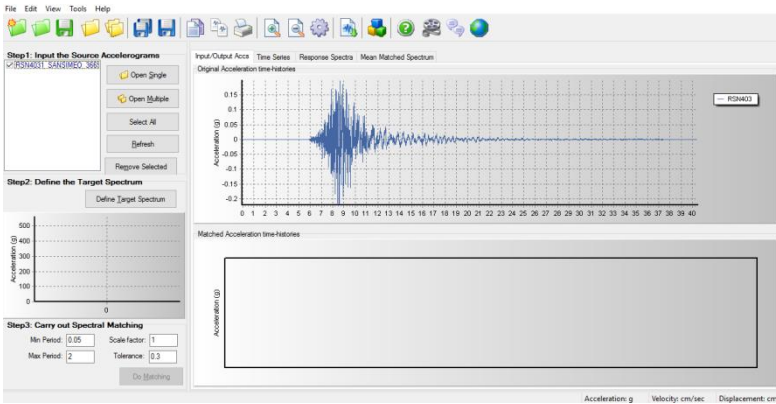 File Edit View Tools Help
Step1: Input the Source Accelerograms
RSN4031_SANSIMEO_366
Open Single
Open Multiple
Select All
Refresh
Remove Selected
Step2: Define the Target Spectrum
Define Target Spectrum
Acceleration (g)
500
400
300
200
100
0
0
Step3: Carry out Spectral Matching
Min Period: 0.05 Scale factor: 1
Max Period: 2 Tolerance: 0.3
Do Matching
Input/Output Accs Time Series Response Spectra Mean Matched Spectrum
Original Acceleration time-histories
Acceleration (g)
0.15
0.1
0.05
0
-0.05
-0.1
-0.15
-0.2
0 1 2 3 4 5 6 7 8 9 10 11 12 13 14 15 16 17 18 19 20 21 22 23 24 25 26 27 28 29 30 31 32 33 34 35 36 37 38 39 40
RSN403
Matched Acceleration time-histories
Acceleration (g)
Acceleration: g Velocity: cm/sec Displacement: cm